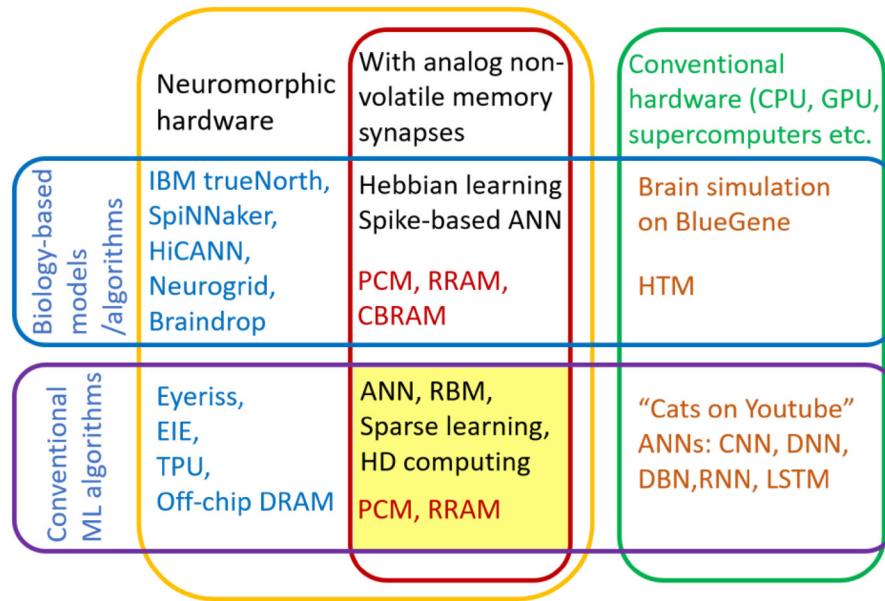 Neuromorphic
hardware
With analog non-
volatile memory
synapses
Conventional
hardware (CPU, GPU,
supercomputers etc.
Biology-based
models
/algorithms
IBM trueNorth,
SpiNNaker,
HiCANN,
Neurogrid,
Braindrop
Hebbian learning
Spike-based ANN
PCM, RRAM,
CBRAM
Brain simulation
on BlueGene
HTM
Conventional
ML algorithms
Eyeriss,
EIE,
TPU,
Off-chip DRAM
ANN, RBM,
Sparse learning,
HD computing
PCM, RRAM
“Cats on Youtube”
ANNs: CNN, DNN,
DBN,RNN, LSTM